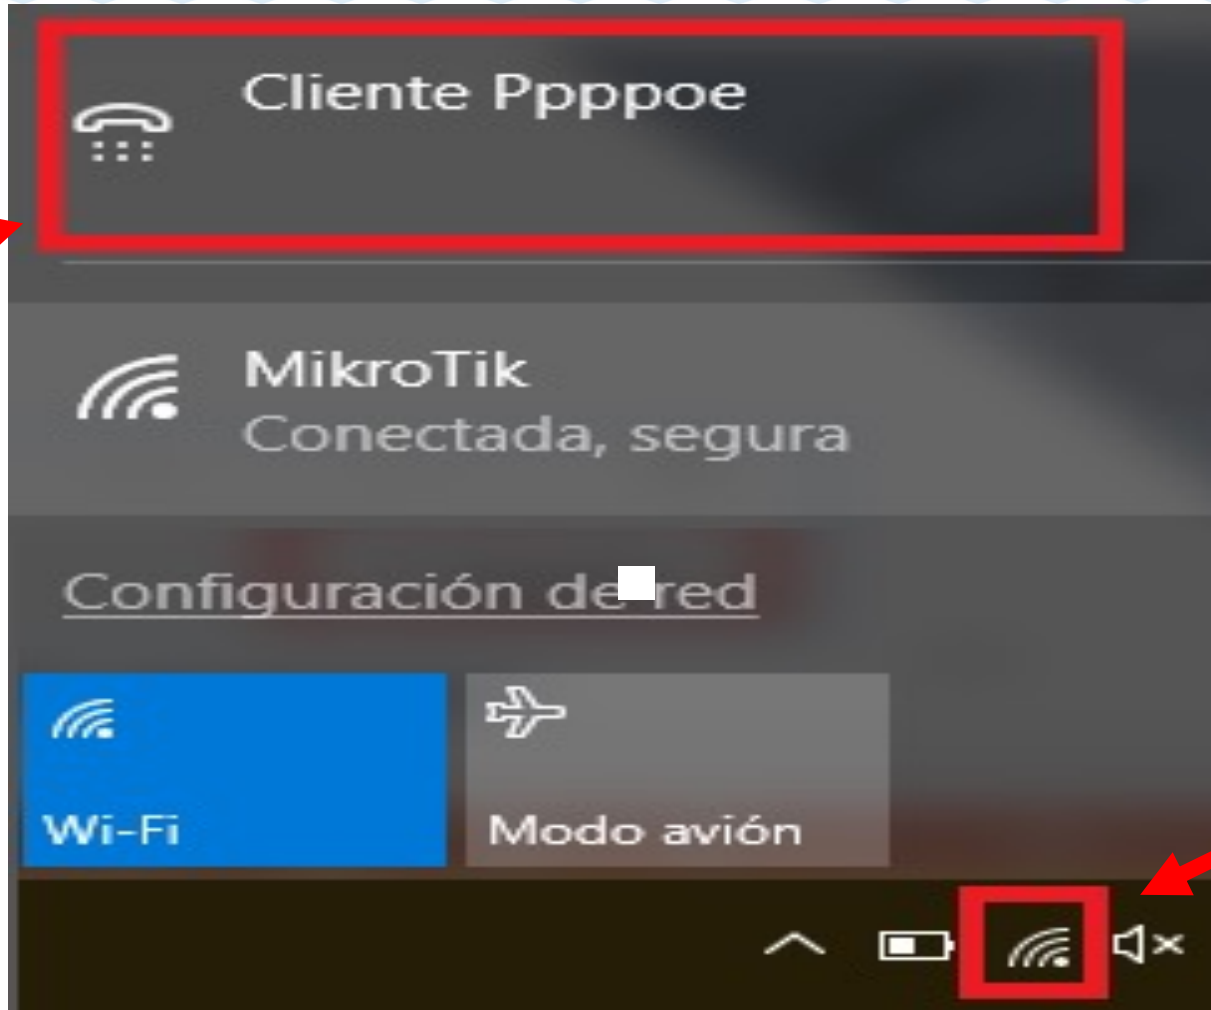 Cliente Ppppoe
MikroTik
Conectada, segura
Configuración de red
Wi-Fi
Modo avión